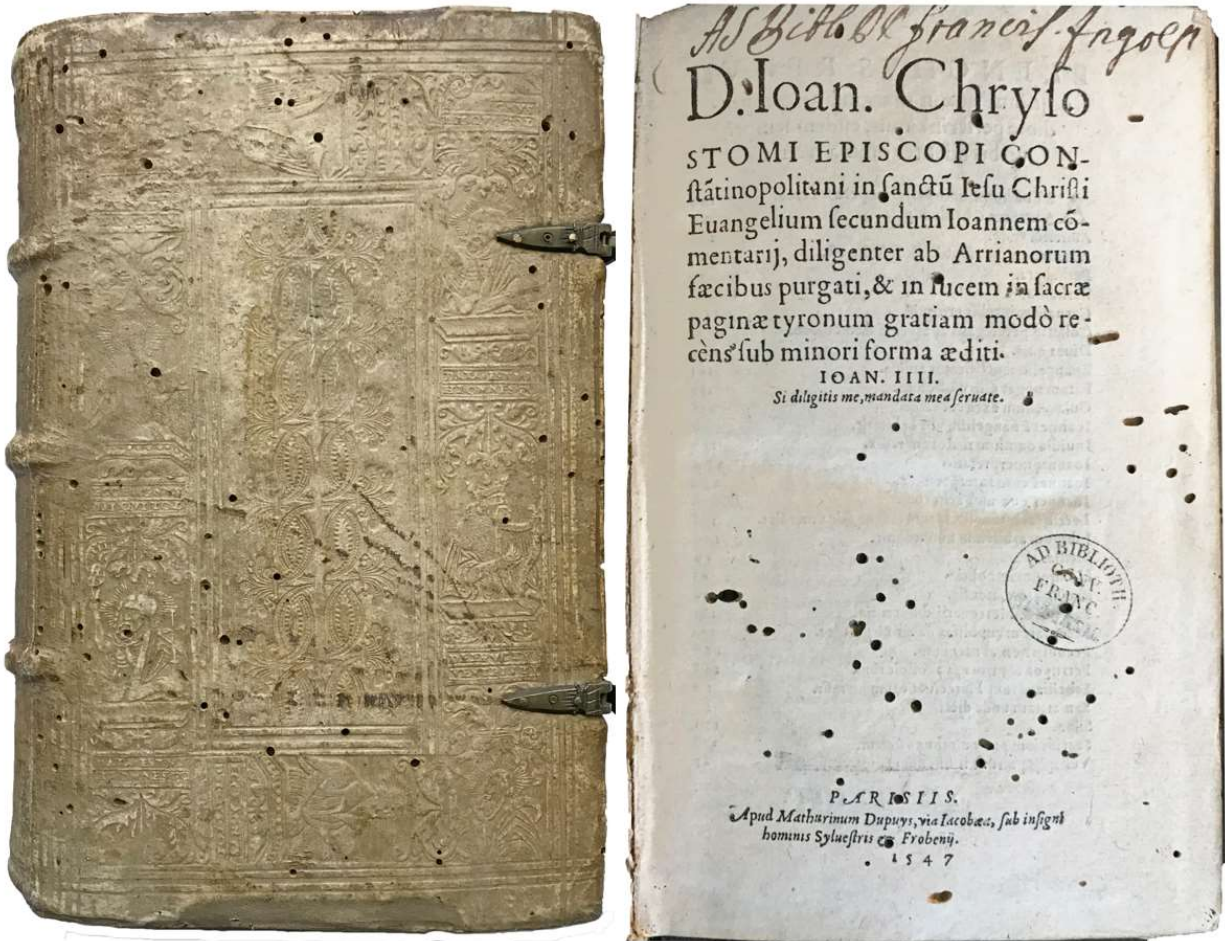 Ad Bibl. Francis. Ingolst
D. Ioan. Chryſo
STOMI EPISCOPI CON-
ſtãtinopolitani in ſanctũ Ieſu Chriſti
Euangelium ſecundum Ioannem cõ-
mentarij, diligenter ab Arrianorum
fæcibus purgati, & in lucem in ſacræ
paginæ tyronum gratiam modò re-
cèns ſub minori forma æditi.
IOAN. IIII.
Si diligitis me, mandata mea ſeruate.
AD BIBLIOTH.
CONV.
FRANC.
PARISIIS.
Apud Mathurinum Dupuys, via Iacobæa, ſub inſigni
hominis Sylueſtris & Frobenij.
1547